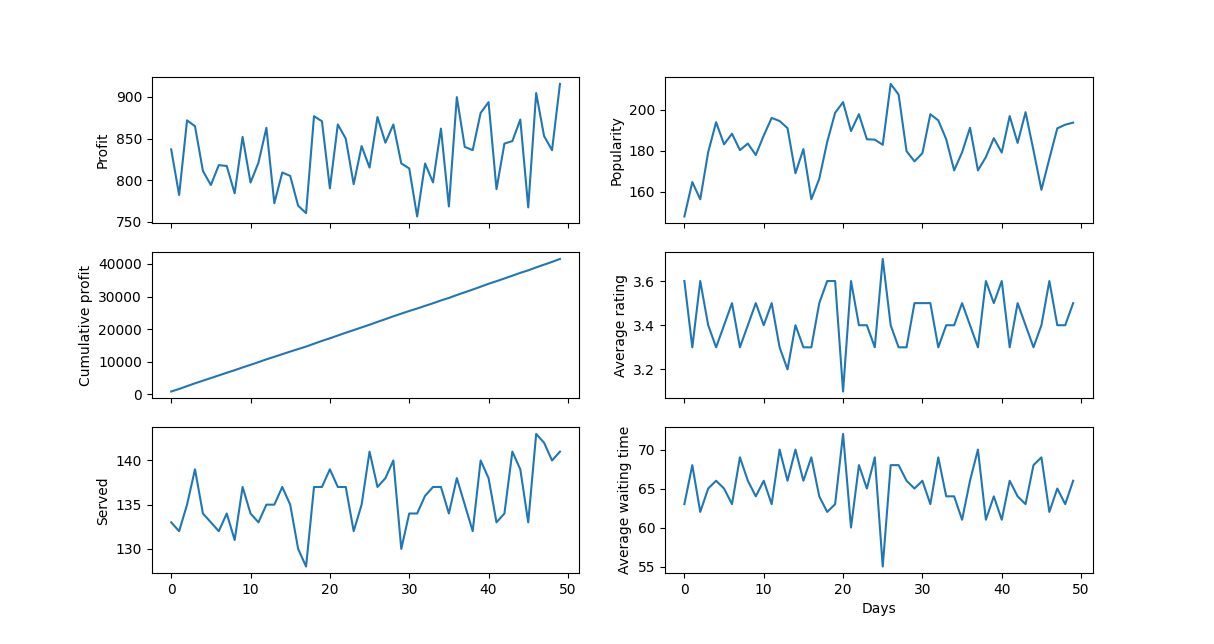 Profit
900
850
800
750
Popularity
200
180
160
Cumulative profit
40000
30000
20000
10000
0
Average rating
3.6
3.4
3.2
Served
140
135
130
0 10 20 30 40 50
Average waiting time
70
65
60
55
0 10 20 30 40 50
Days